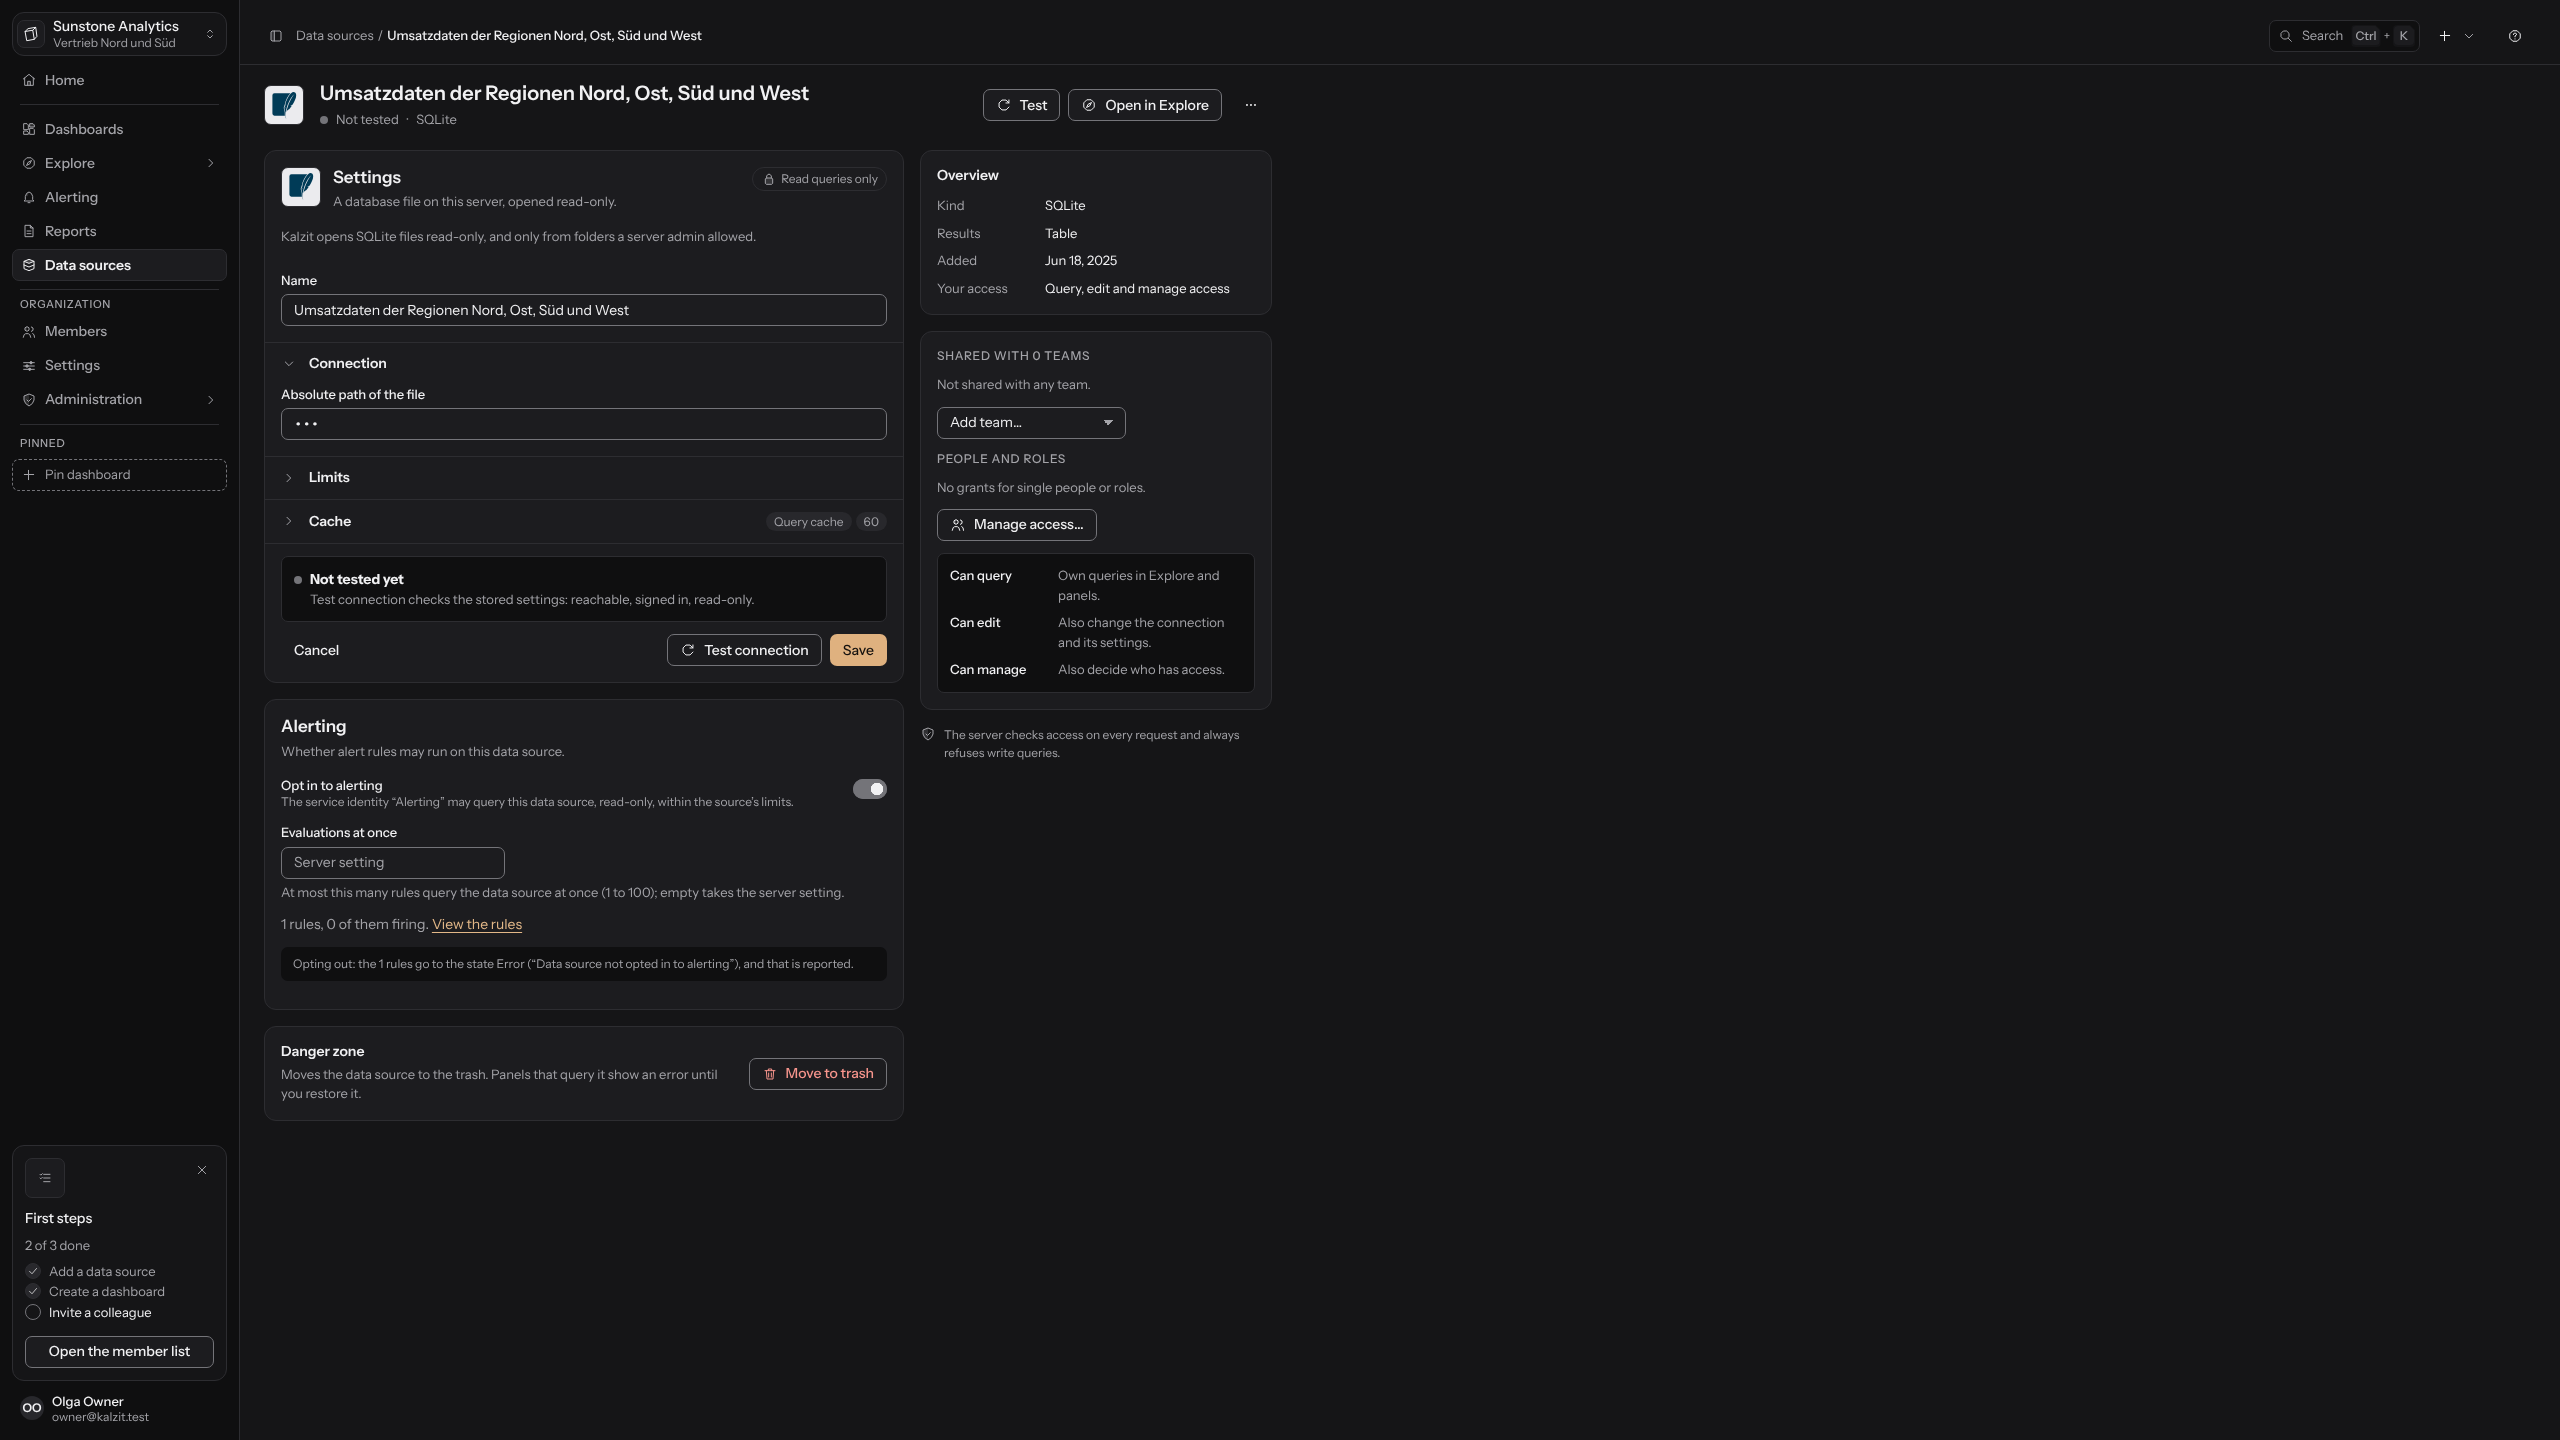 Sunstone Analytics
Vertrieb Nord und Süd
Home
Dashboards
Explore
Alerting
Reports
Data sources
ORGANIZATION
Members
Settings
Administration
PINNED
Pin dashboard
First steps
2 of 3 done
Add a data source
Create a dashboard
Invite a colleague
Open the member list
OO
Olga Owner
owner@kalzit.test
Data sources / Umsatzdaten der Regionen Nord, Ost, Süd und West
Search Ctrl + K
Umsatzdaten der Regionen Nord, Ost, Süd und West
Not tested · SQLite
Test
Open in Explore
Settings
Read queries only
A database file on this server, opened read-only.
Kalzit opens SQLite files read-only, and only from folders a server admin allowed.
Name
Umsatzdaten der Regionen Nord, Ost, Süd und West
Connection
Absolute path of the file
•••
Limits
Cache
Query cache 60
Not tested yet
Test connection checks the stored settings: reachable, signed in, read-only.
Cancel
Test connection
Save
Alerting
Whether alert rules may run on this data source.
Opt in to alerting
The service identity “Alerting” may query this data source, read-only, within the source’s limits.
Evaluations at once
Server setting
At most this many rules query the data source at once (1 to 100); empty takes the server setting.
1 rules, 0 of them firing. View the rules
Opting out: the 1 rules go to the state Error (“Data source not opted in to alerting”), and that is reported.
Danger zone
Moves the data source to the trash. Panels that query it show an error until
you restore it.
Move to trash
Overview
Kind SQLite
Results Table
Added Jun 18, 2025
Your access Query, edit and manage access
SHARED WITH 0 TEAMS
Not shared with any team.
Add team...
PEOPLE AND ROLES
No grants for single people or roles.
Manage access...
Can query Own queries in Explore and
panels.
Can edit Also change the connection
and its settings.
Can manage Also decide who has access.
The server checks access on every request and always
refuses write queries.